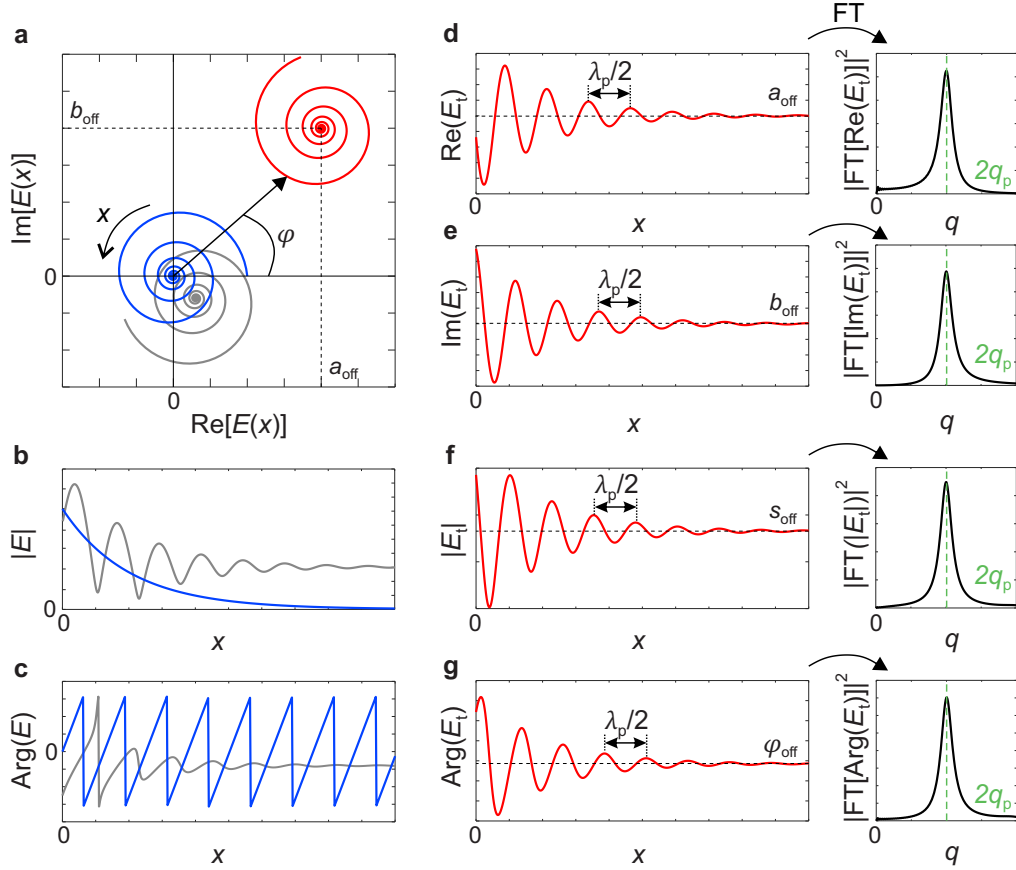 a
Im[E(x)]
b_off
0
x
φ
a_off
0
Re[E(x)]
b
|E|
0
0
x
c
Arg(E)
0
0
x
d
Re(E_t)
λ_p/2
a_off
0
x
FT
|FT[Re(E_t)]|²
2q_p
0
q
e
Im(E_t)
λ_p/2
b_off
0
x
|FT[Im(E_t)]|²
2q_p
0
q
f
|E_t|
λ_p/2
s_off
0
x
|FT(|E_t|)|²
2q_p
0
q
g
Arg(E_t)
λ_p/2
φ_off
0
x
|FT[Arg(E_t)]|²
2q_p
0
q